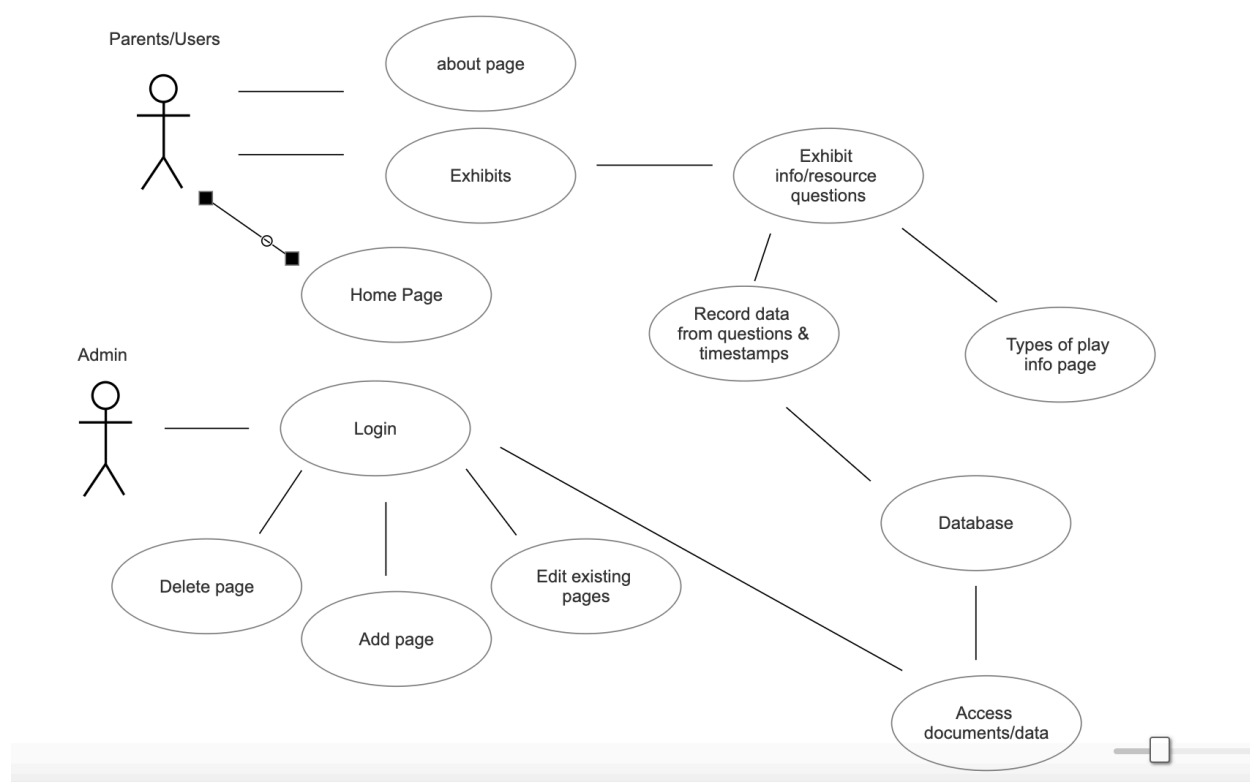 Parents/Users
about page
Exhibits
Exhibit
info/resource
questions
Home Page
Record data
from questions &
timestamps
Types of play
info page
Admin
Login
Database
Delete page
Edit existing
pages
Add page
Access
documents/data